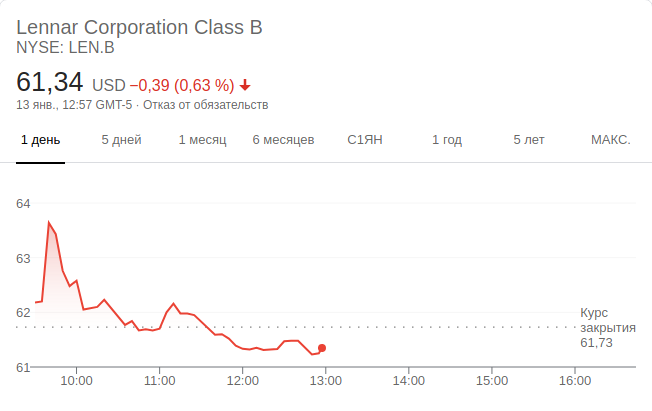 Lennar Corporation Class B
NYSE: LEN.B
61,34 USD −0,39 (0,63 %) ↓
13 янв., 12:57 GMT-5 · Отказ от обязательств
1 день 5 дней 1 месяц 6 месяцев С1ЯН 1 год 5 лет МАКС.
64
63
62
Курс
закрытия
61,73
61
10:00 11:00 12:00 13:00 14:00 15:00 16:00